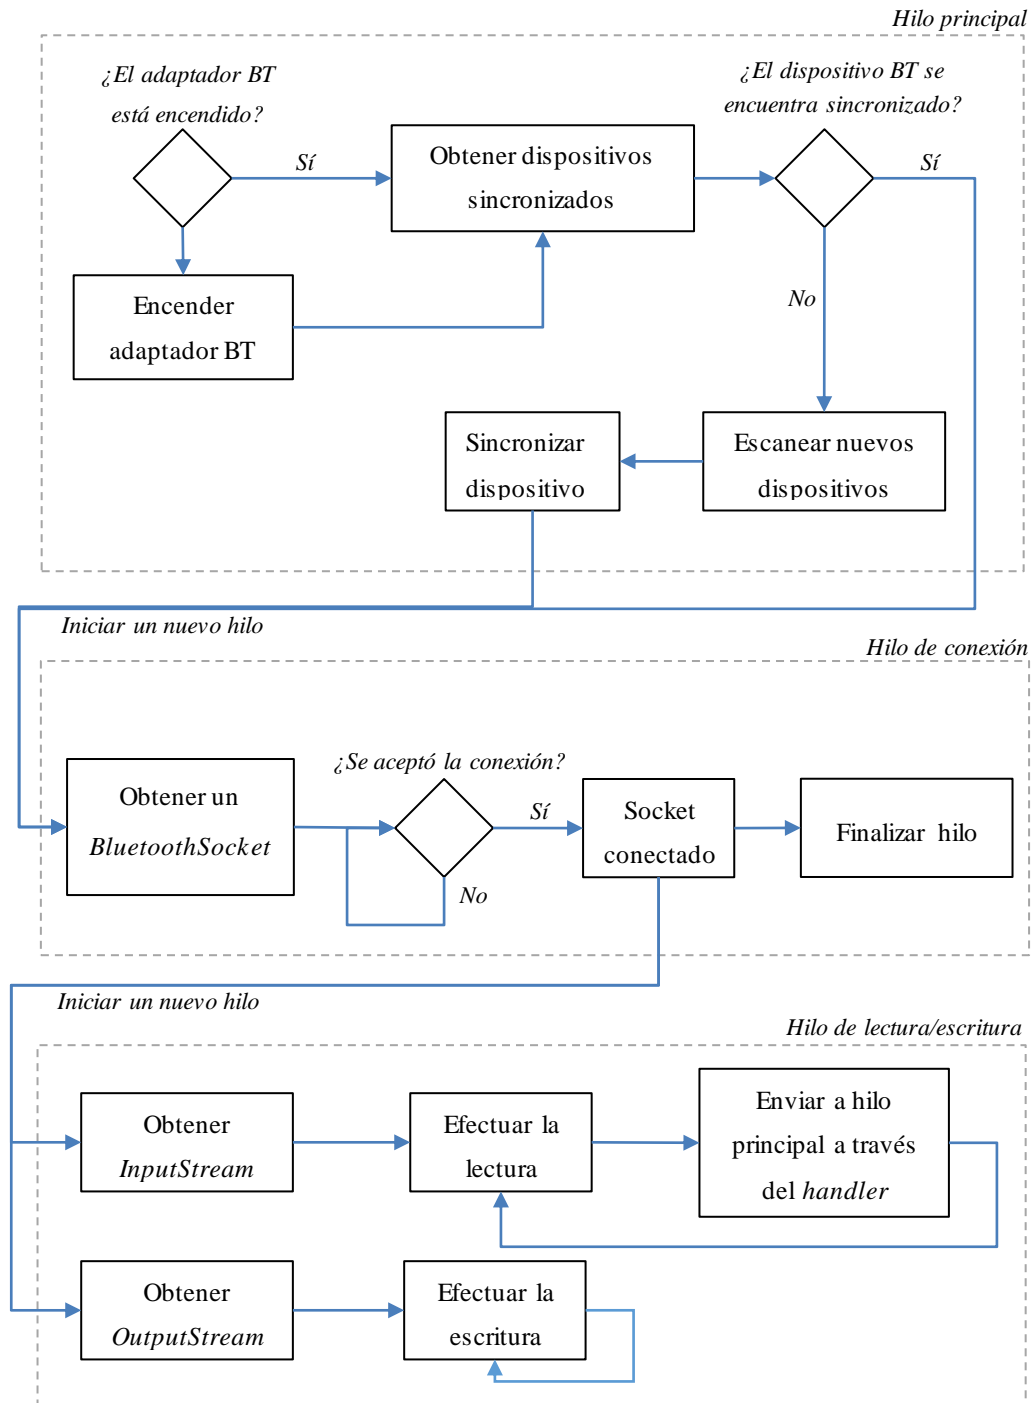 Hilo principal
¿El adaptador BT
está encendido?
¿El dispositivo BT se
encuentra sincronizado?
Sí
Obtener dispositivos
sincronizados
Sí
Encender
adaptador BT
No
Sincronizar
dispositivo
Escanear nuevos
dispositivos
Iniciar un nuevo hilo
Hilo de conexión
¿Se aceptó la conexión?
Obtener un
BluetoothSocket
Sí
No
Socket
conectado
Finalizar hilo
Iniciar un nuevo hilo
Hilo de lectura/escritura
Obtener
InputStream
Efectuar la
lectura
Enviar a hilo
principal a través
del handler
Obtener
OutputStream
Efectuar la
escritura